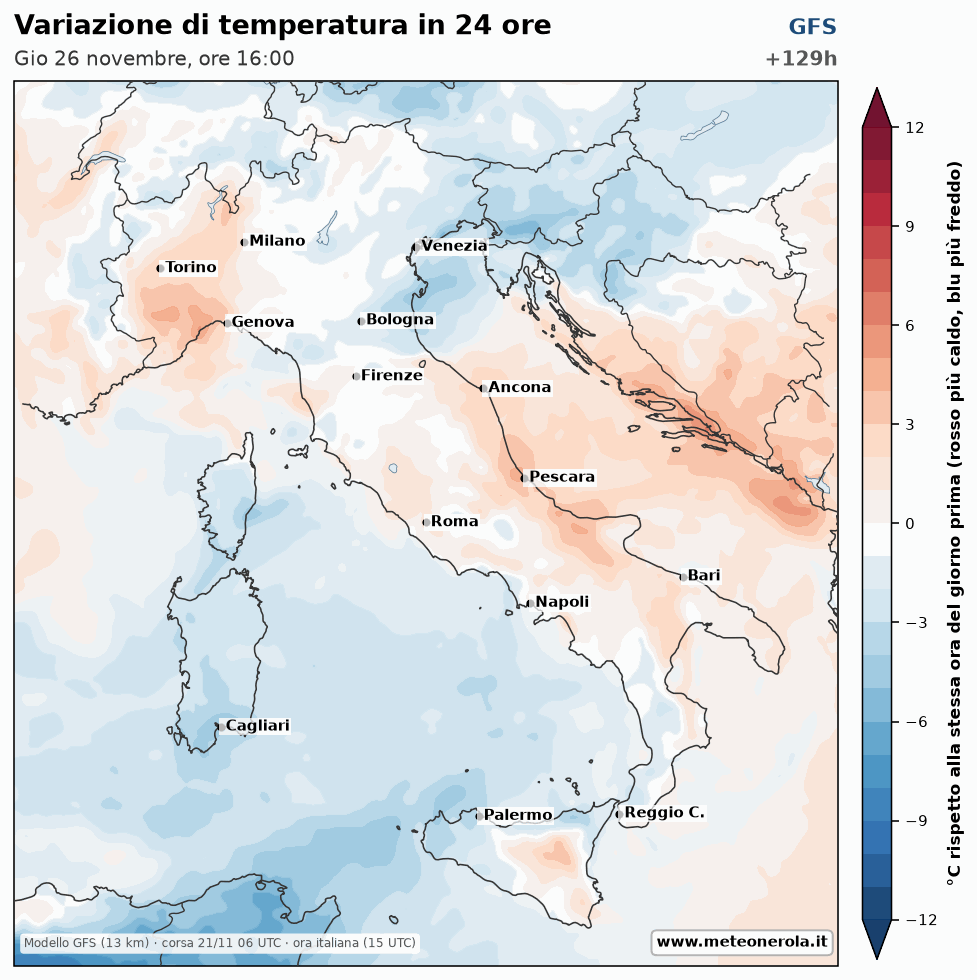 Variazione di temperatura in 24 ore
GFS
Gio 26 novembre, ore 16:00
+129h
Milano
Venezia
Torino
Bologna
Genova
Firenze
Ancona
Pescara
Roma
Bari
Napoli
Cagliari
Palermo
Reggio C.
12
9
6
3
0
−3
−6
−9
−12
°C rispetto alla stessa ora del giorno prima (rosso più caldo, blu più freddo)
Modello GFS (13 km) · corsa 21/11 06 UTC · ora italiana (15 UTC)
www.meteonerola.it